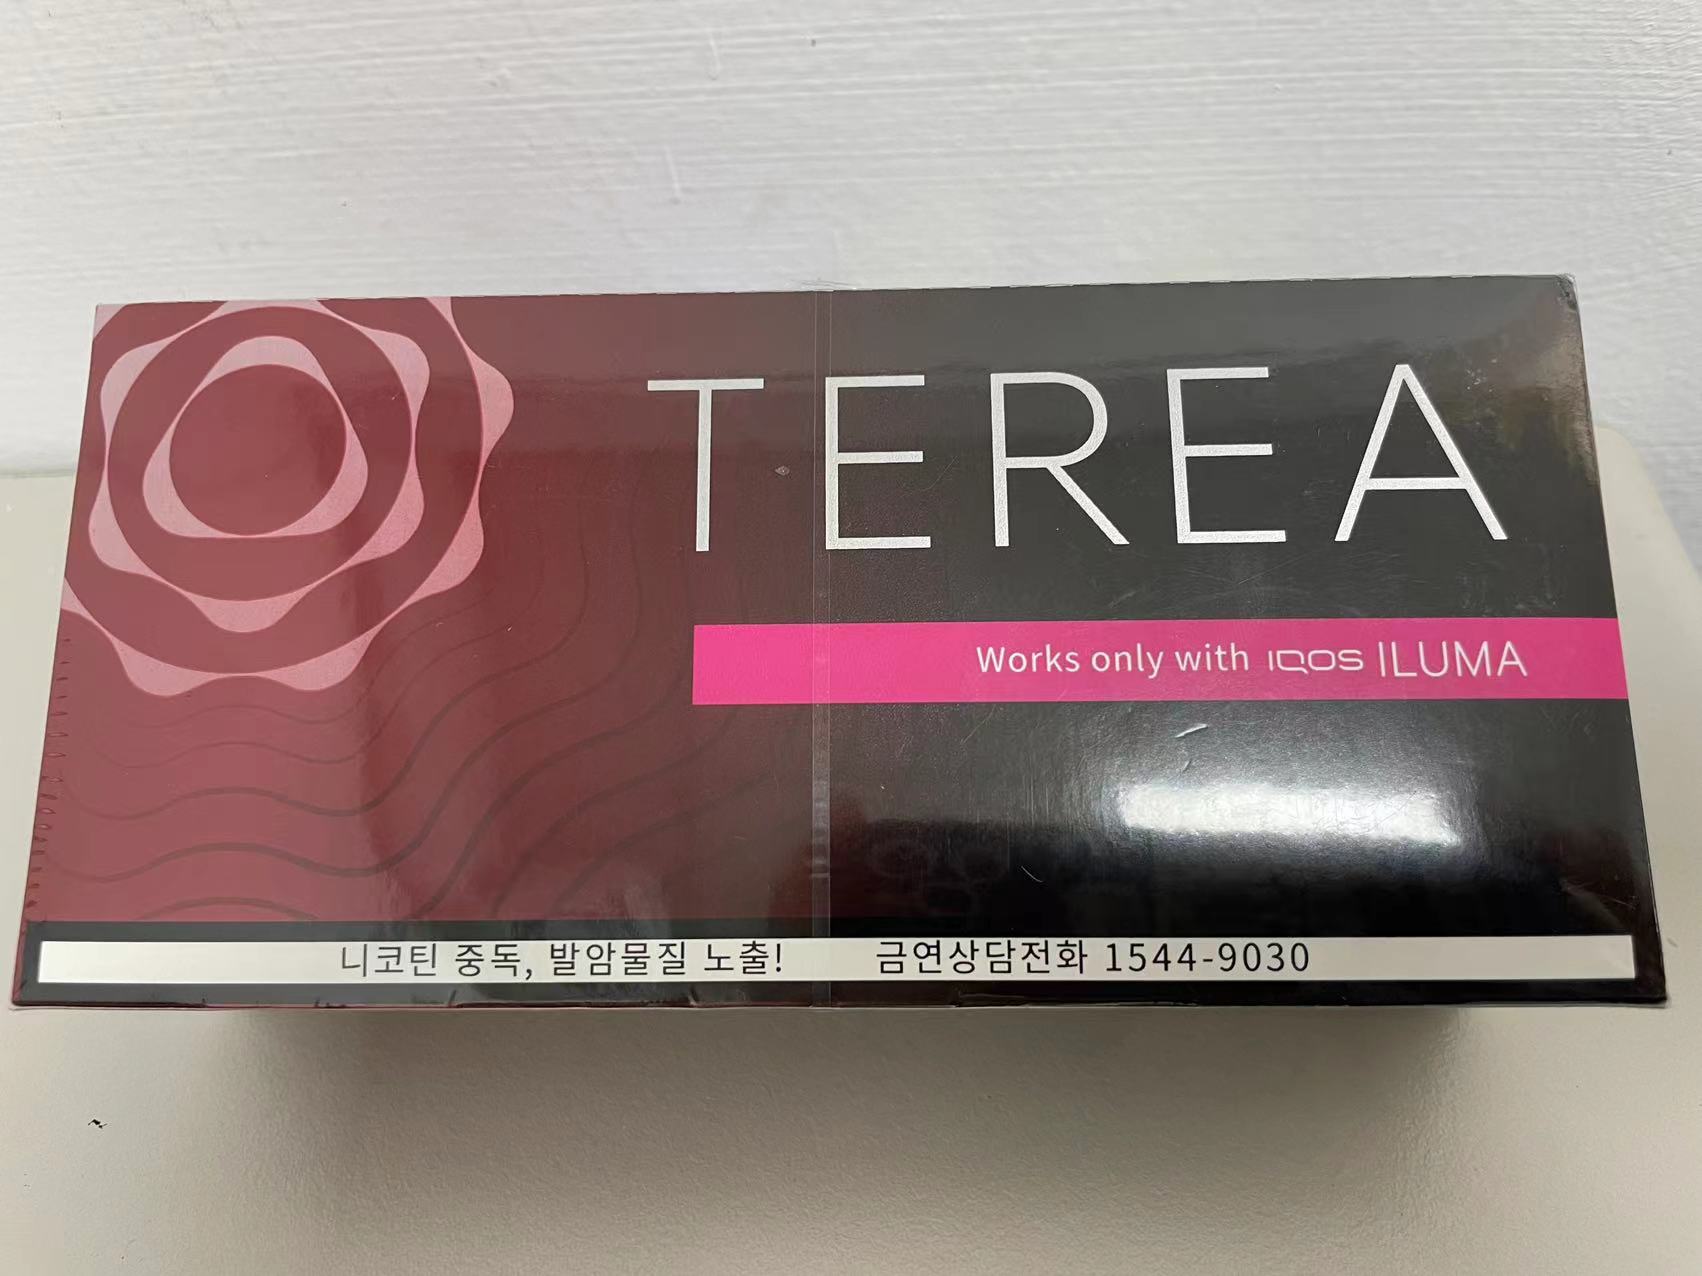 TEREA
Works only with IQOS ILUMA
니코틴 중독, 발암물질 노출! 금연상담전화 1544-9030